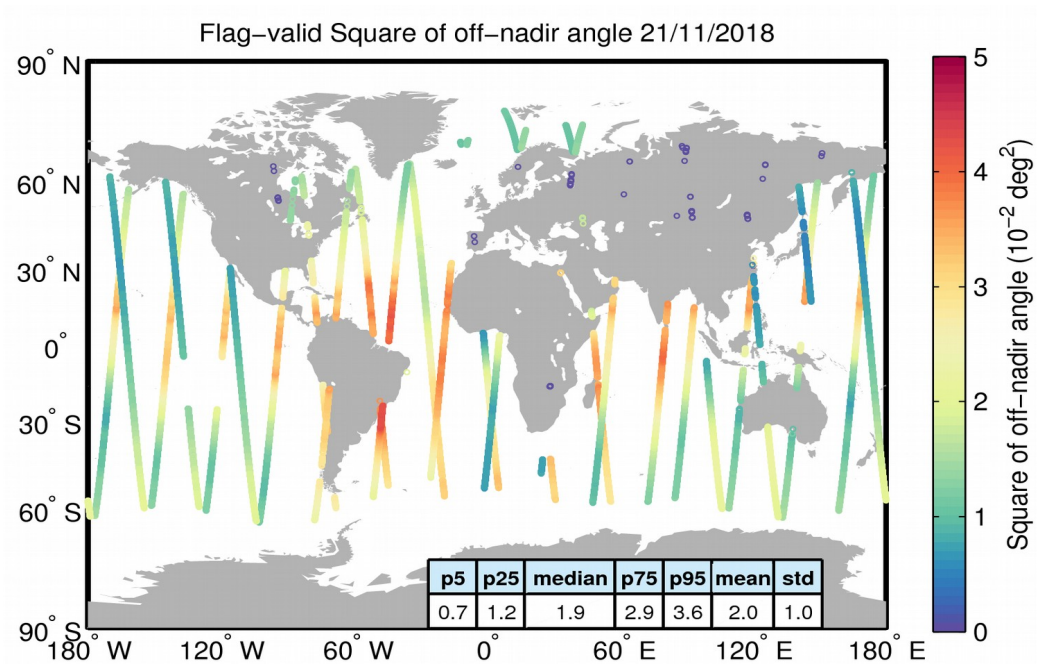 Flag−valid Square of off−nadir angle 21/11/2018
90° N
60° N
30° N
0°
30° S
60° S
90° S
180° W
120° W
60° W
0°
60° E
120° E
180° E
p5 p25 median p75 p95 mean std
0.7 1.2 1.9 2.9 3.6 2.0 1.0
5
4
3
2
1
0
Square of off−nadir angle (10⁻² deg²)